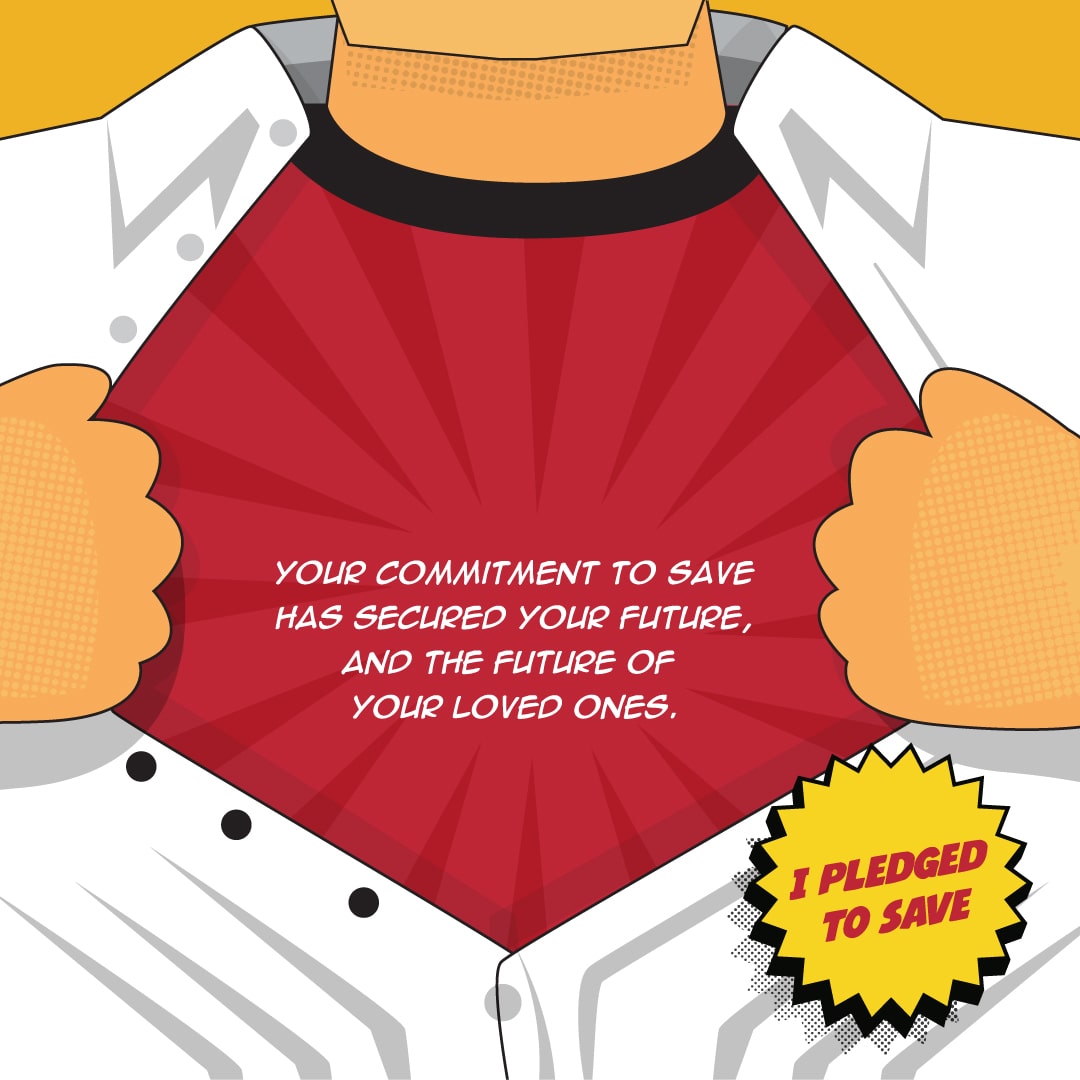 YOUR COMMITMENT TO SAVE
HAS SECURED YOUR FUTURE,
AND THE FUTURE OF
YOUR LOVED ONES.
I PLEDGED
TO SAVE